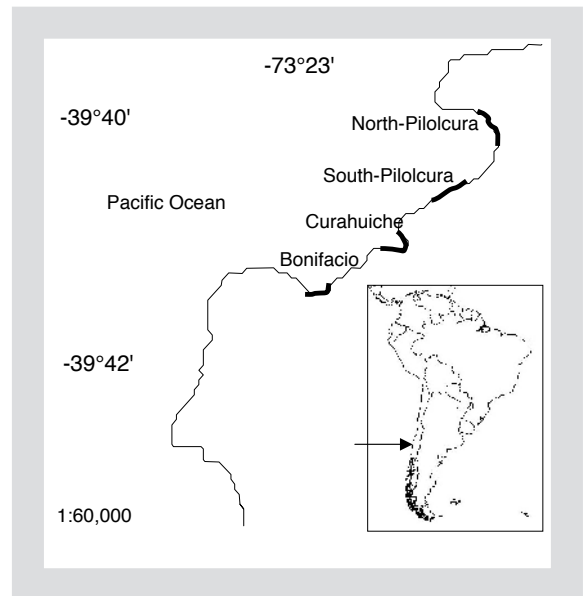 -73°23'
-39°40'
North-Pilolcura
South-Pilolcura
Pacific Ocean
Curahuiche
Bonifacio
-39°42'
1:60,000